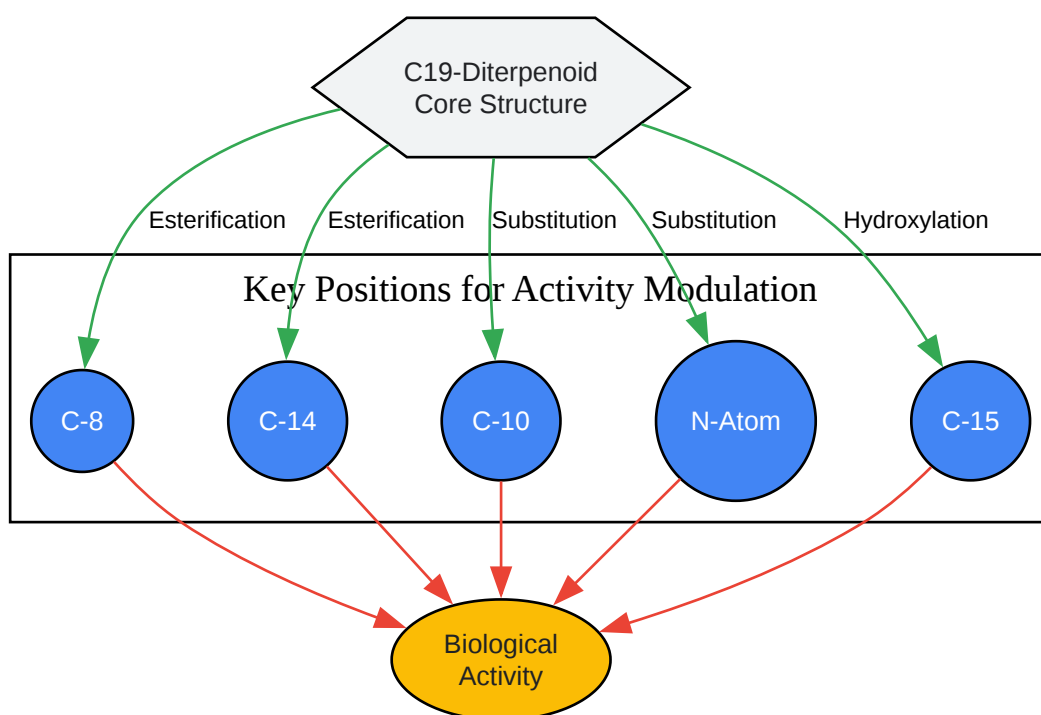 C19-Diterpenoid
Core Structure
Esterification
Esterification
Substitution
Substitution
Hydroxylation
Key Positions for Activity Modulation
C-8
C-14
C-10
N-Atom
C-15
Biological
Activity